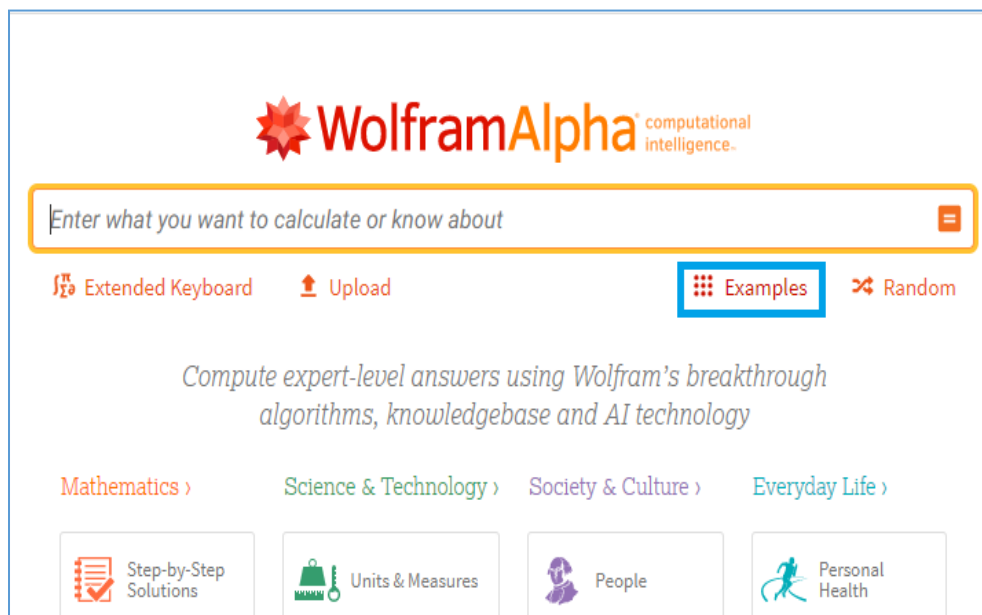 WolframAlpha computational
intelligence™
Enter what you want to calculate or know about
Extended Keyboard Upload Examples Random
Compute expert-level answers using Wolfram's breakthrough
algorithms, knowledgebase and AI technology
Mathematics › Science & Technology › Society & Culture › Everyday Life ›
Step-by-Step
Solutions
Units & Measures
People
Personal
Health